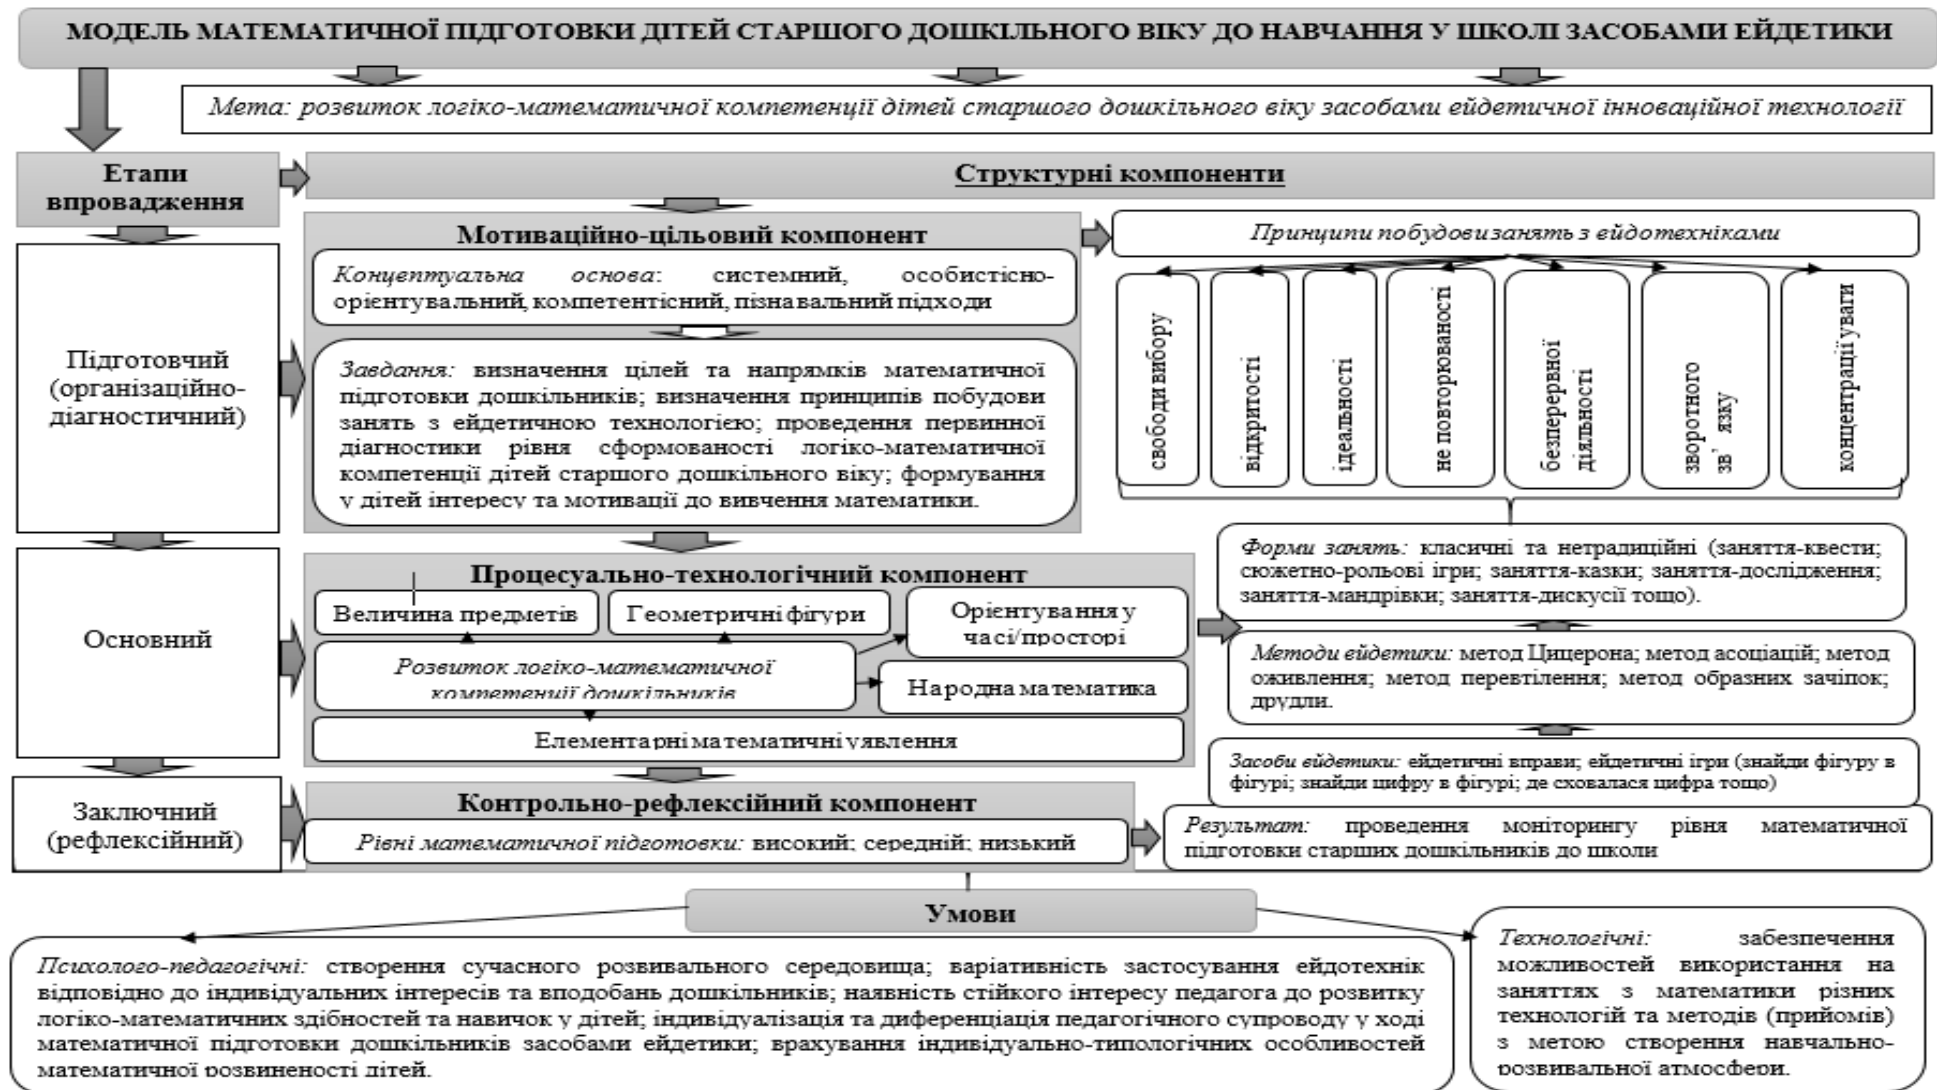 МОДЕЛЬ МАТЕМАТИЧНОЇ ПІДГОТОВКИ ДІТЕЙ СТАРШОГО ДОШКІЛЬНОГО ВІКУ ДО НАВЧАННЯ У ШКОЛІ ЗАСОБАМИ ЕЙДЕТИКИ
Мета: розвиток логіко-математичної компетенції дітей старшого дошкільного віку засобами ейдетичної інноваційної технології
Етапи
впровадження
Структурні компоненти
Підготовчий
(організаційно-
діагностичний)
Мотиваційно-цільовий компонент
Концептуальна основа: системний, особистісно-
орієнтувальний, компетентісний, пізнавальний підходи
Завдання: визначення цілей та напрямків математичної
підготовки дошкільників; визначення принципів побудови
занять з ейдетичною технологією; проведення первинної
діагностики рівня сформованості логіко-математичної
компетенції дітей старшого дошкільного віку; формування
у дітей інтересу та мотивації до вивчення математики.
Принципи побудови занять з ейдотехніками
свободи вибору
відкритості
ідеальності
не повторюваності
безперервної
діяльності
зворотного
зв' язку
концентрації уваги
Основний
Процесуально-технологічний компонент
Величина предметів
Геометричні фігури
Орієнтування у
часі/просторі
Розвиток логіко-математичної
компетенції дошкільників
Народна математика
Елементарні математичні уявлення
Форми занять: класичні та нетрадиційні (заняття-квести;
сюжетно-рольові ігри; заняття-казки; заняття-дослідження;
заняття-мандрівки; заняття-дискусії тощо).
Методи ейдетики: метод Цицерона; метод асоціацій; метод
оживлення; метод перевтілення; метод образних зачіпок;
друдли.
Засоби ейдетики: ейдетичні вправи; ейдетичні ігри (знайди фігуру в
фігурі; знайди цифру в фігурі; де сховалася цифра тощо)
Заключний
(рефлексійний)
Контрольно-рефлексійний компонент
Рівні математичної підготовки: високий; середній; низький
Результат: проведення моніторингу рівня математичної
підготовки старших дошкільників до школи
Умови
Психолого-педагогічні: створення сучасного розвивального середовища; варіативність застосування ейдотехнік
відповідно до індивідуальних інтересів та вподобань дошкільників; наявність стійкого інтересу педагога до розвитку
логіко-математичних здібностей та навичок у дітей; індивідуалізація та диференціація педагогічного супроводу у ході
математичної підготовки дошкільників засобами ейдетики; врахування індивідуально-типологічних особливостей
математичної розвиненості дітей.
Технологічні: забезпечення
можливостей використання на
заняттях з математики різних
технологій та методів (прийомів)
з метою створення навчально-
розвивальної атмосфери.